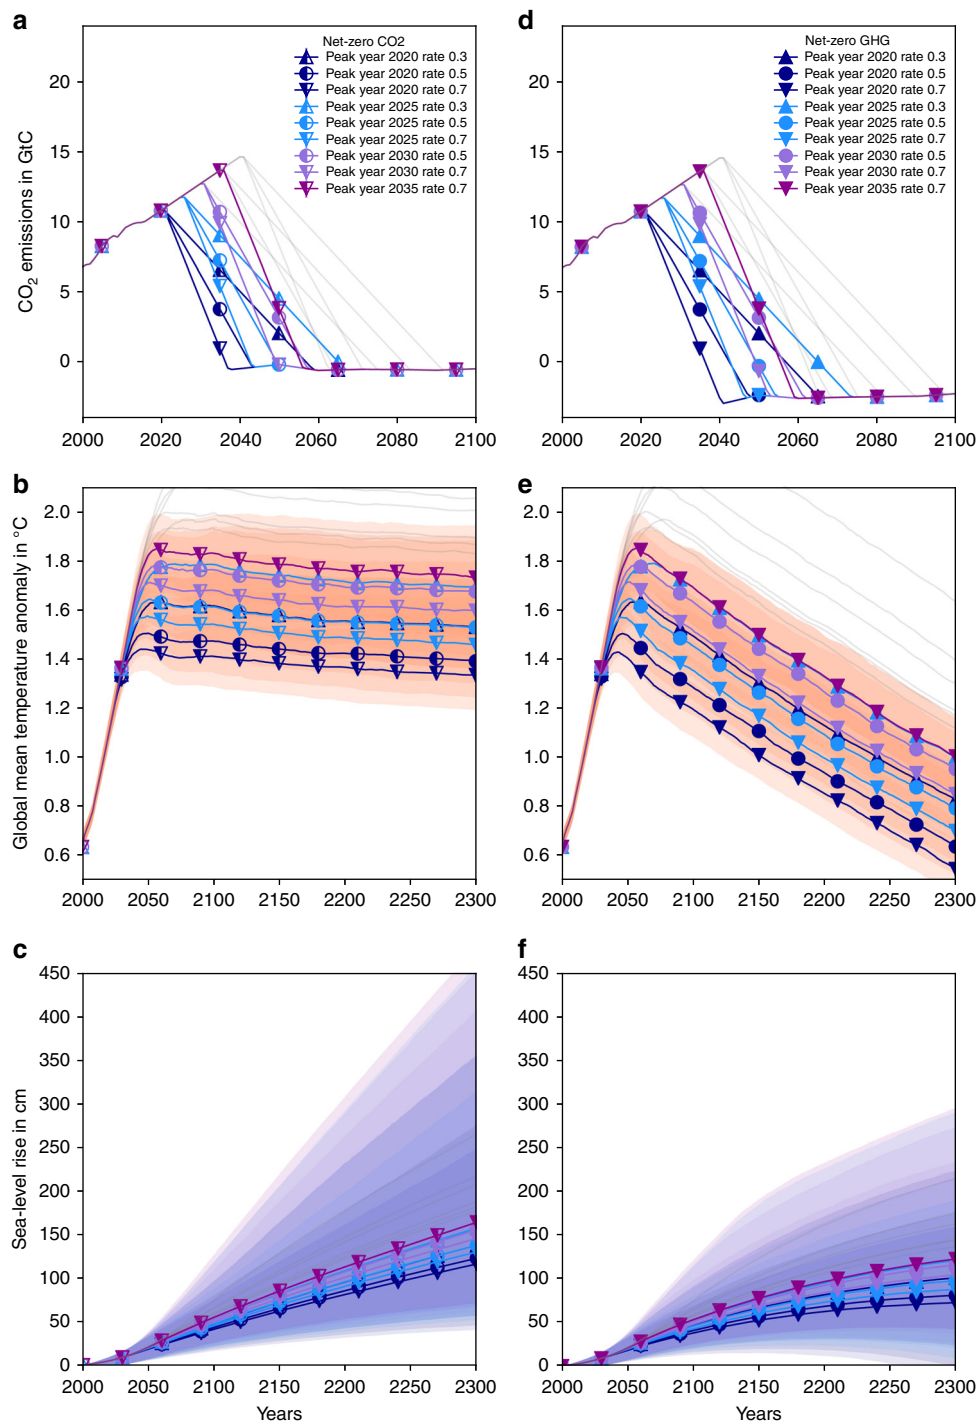 a
CO2 emissions in GtC
20
15
10
5
0
2000 2020 2040 2060 2080 2100
Net-zero CO2
Peak year 2020 rate 0.3
Peak year 2020 rate 0.5
Peak year 2020 rate 0.7
Peak year 2025 rate 0.3
Peak year 2025 rate 0.5
Peak year 2025 rate 0.7
Peak year 2030 rate 0.5
Peak year 2030 rate 0.7
Peak year 2035 rate 0.7
d
20
15
10
5
0
2000 2020 2040 2060 2080 2100
Net-zero GHG
Peak year 2020 rate 0.3
Peak year 2020 rate 0.5
Peak year 2020 rate 0.7
Peak year 2025 rate 0.3
Peak year 2025 rate 0.5
Peak year 2025 rate 0.7
Peak year 2030 rate 0.5
Peak year 2030 rate 0.7
Peak year 2035 rate 0.7
b
Global mean temperature anomaly in °C
2.0
1.8
1.6
1.4
1.2
1.0
0.8
0.6
2000 2050 2100 2150 2200 2250 2300
e
2.0
1.8
1.6
1.4
1.2
1.0
0.8
0.6
2000 2050 2100 2150 2200 2250 2300
c
Sea-level rise in cm
450
400
350
300
250
200
150
100
50
0
2000 2050 2100 2150 2200 2250 2300
Years
f
450
400
350
300
250
200
150
100
50
0
2000 2050 2100 2150 2200 2250 2300
Years